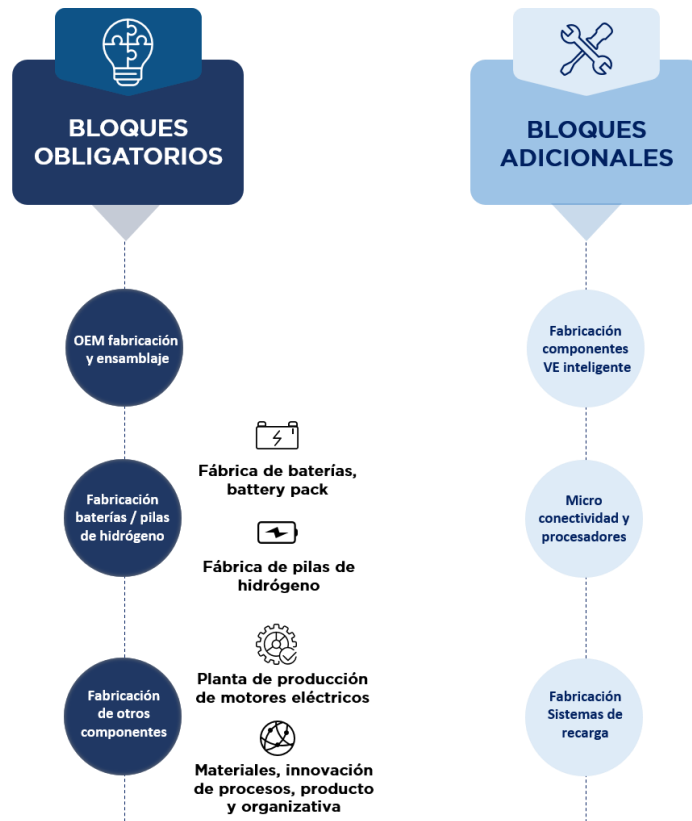 BLOQUES
OBLIGATORIOS
OEM fabricación
y ensamblaje
Fabricación
baterías / pilas
de hidrógeno
Fábrica de baterías,
battery pack
Fábrica de pilas de
hidrógeno
Fabricación
de otros
componentes
Planta de producción
de motores eléctricos
Materiales, innovación
de procesos, producto
y organizativa
BLOQUES
ADICIONALES
Fabricación
componentes
VE inteligente
Micro
conectividad y
procesadores
Fabricación
Sistemas de
recarga